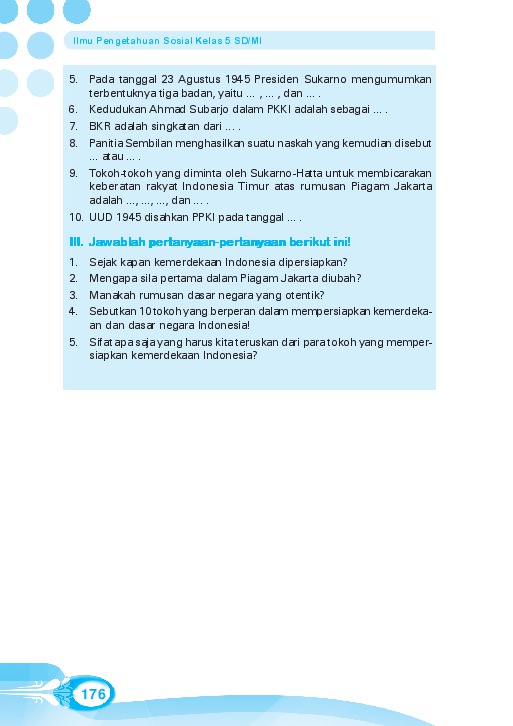 Ilmu Pengetahuan Sosial Kelas 5 SD/MI
5. Pada tanggal 23 Agustus 1945 Presiden Sukarno mengumumkan
terbentuknya tiga badan, yaitu ... , ... , dan ... .
6. Kedudukan Ahmad Subarjo dalam PKKI adalah sebagai ... .
7. BKR adalah singkatan dari ... .
8. Panitia Sembilan menghasilkan suatu naskah yang kemudian disebut
... atau ... .
9. Tokoh-tokoh yang diminta oleh Sukarno-Hatta untuk membicarakan
keberatan rakyat Indonesia Timur atas rumusan Piagam Jakarta
adalah ..., ..., ..., dan ... .
10. UUD 1945 disahkan PPKI pada tanggal ... .
III. Jawablah pertanyaan-pertanyaan berikut ini!
1. Sejak kapan kemerdekaan Indonesia dipersiapkan?
2. Mengapa sila pertama dalam Piagam Jakarta diubah?
3. Manakah rumusan dasar negara yang otentik?
4. Sebutkan 10 tokoh yang berperan dalam mempersiapkan kemerdeka-
an dan dasar negara Indonesia!
5. Sifat apa saja yang harus kita teruskan dari para tokoh yang memper-
siapkan kemerdekaan Indonesia?
176